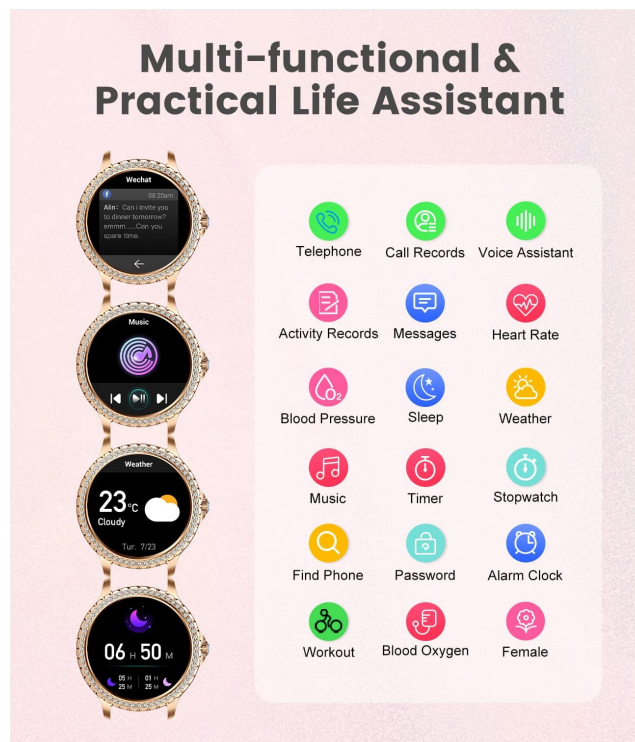 Multi-functional &
Practical Life Assistant
Wechat
08:20am
Alin: Can i invite you
to dinner tomorrow?
emmm.....Can you
spare time.
Music
Weather
23°C
Cloudy
Tur. 7/23
06 H 50 M
05 H 01 H
25 M 25 M
Telephone Call Records Voice Assistant
Activity Records Messages Heart Rate
O2
Blood Pressure Sleep Weather
Music Timer Stopwatch
Find Phone Password Alarm Clock
Workout Blood Oxygen Female